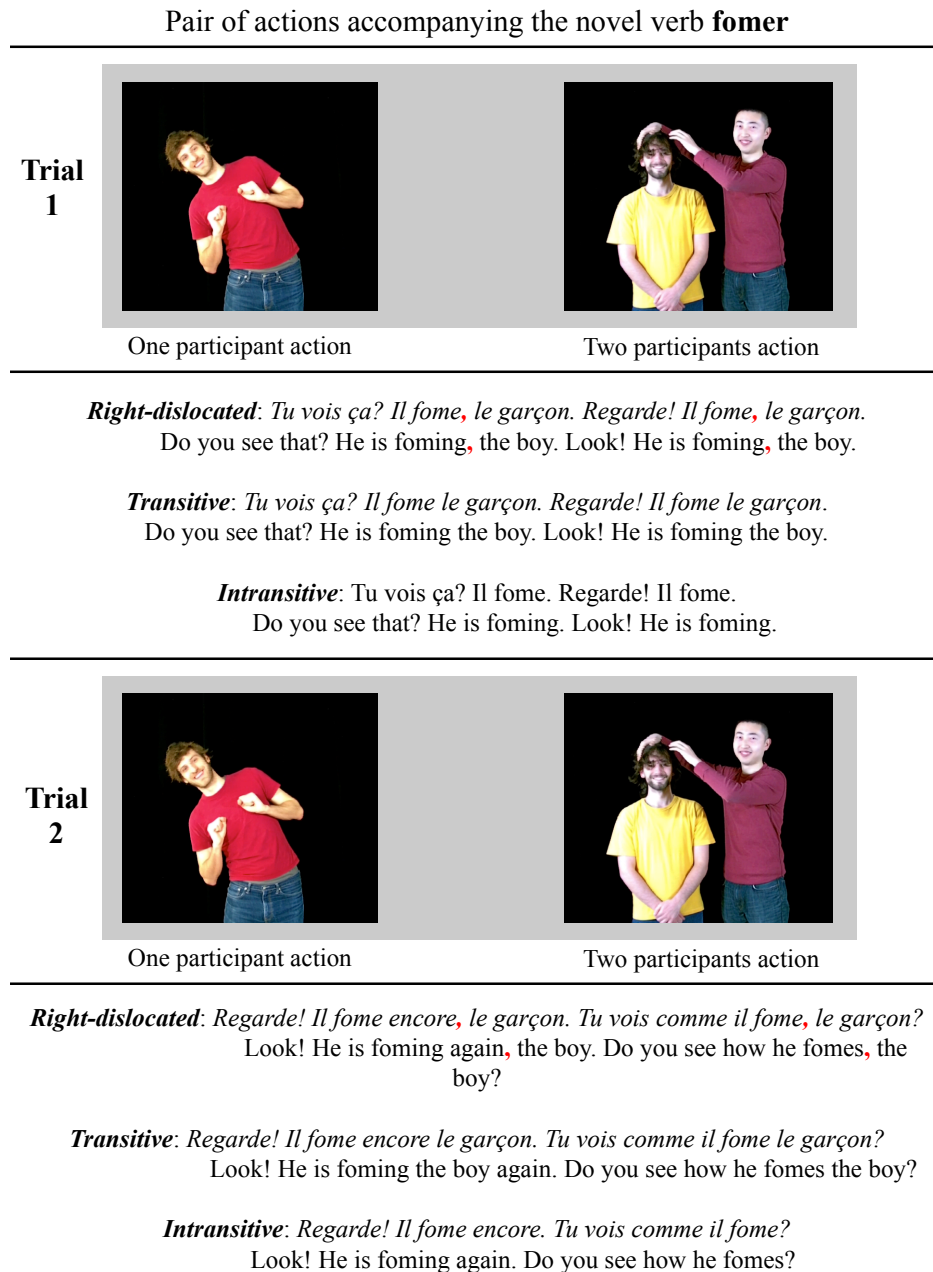 Pair of actions accompanying the novel verb fomer
Trial
1
One participant action
Two participants action
Right-dislocated: Tu vois ça? Il fome, le garçon. Regarde! Il fome, le garçon.
Do you see that? He is foming, the boy. Look! He is foming, the boy.
Transitive: Tu vois ça? Il fome le garçon. Regarde! Il fome le garçon.
Do you see that? He is foming the boy. Look! He is foming the boy.
Intransitive: Tu vois ça? Il fome. Regarde! Il fome.
Do you see that? He is foming. Look! He is foming.
Trial
2
One participant action
Two participants action
Right-dislocated: Regarde! Il fome encore, le garçon. Tu vois comme il fome, le garçon?
Look! He is foming again, the boy. Do you see how he fomes, the
boy?
Transitive: Regarde! Il fome encore le garçon. Tu vois comme il fome le garçon?
Look! He is foming the boy again. Do you see how he fomes the boy?
Intransitive: Regarde! Il fome encore. Tu vois comme il fome?
Look! He is foming again. Do you see how he fomes?